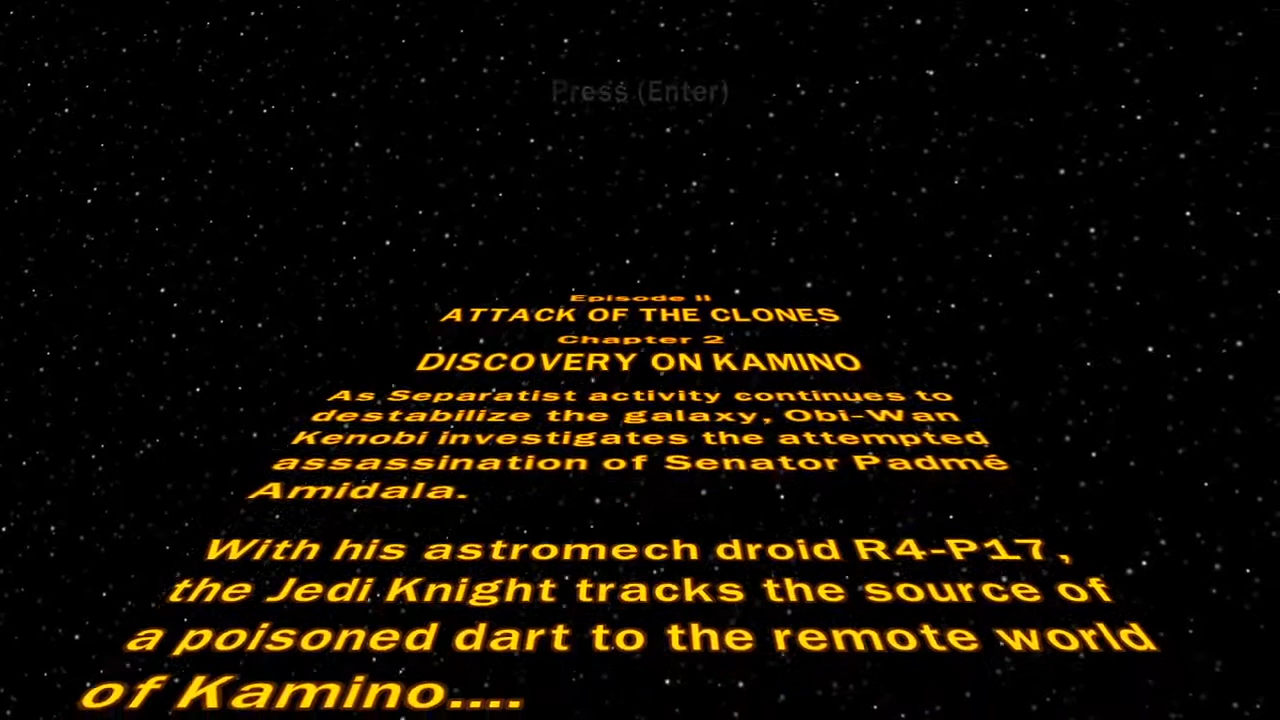 Press (Enter)
Episode II
ATTACK OF THE CLONES
Chapter 2
DISCOVERY ON KAMINO
As Separatist activity continues to
destabilize the galaxy, Obi-Wan
Kenobi investigates the attempted
assassination of Senator Padmé
Amidala.
With his astromech droid R4-P17,
the Jedi Knight tracks the source of
a poisoned dart to the remote world
of Kamino....